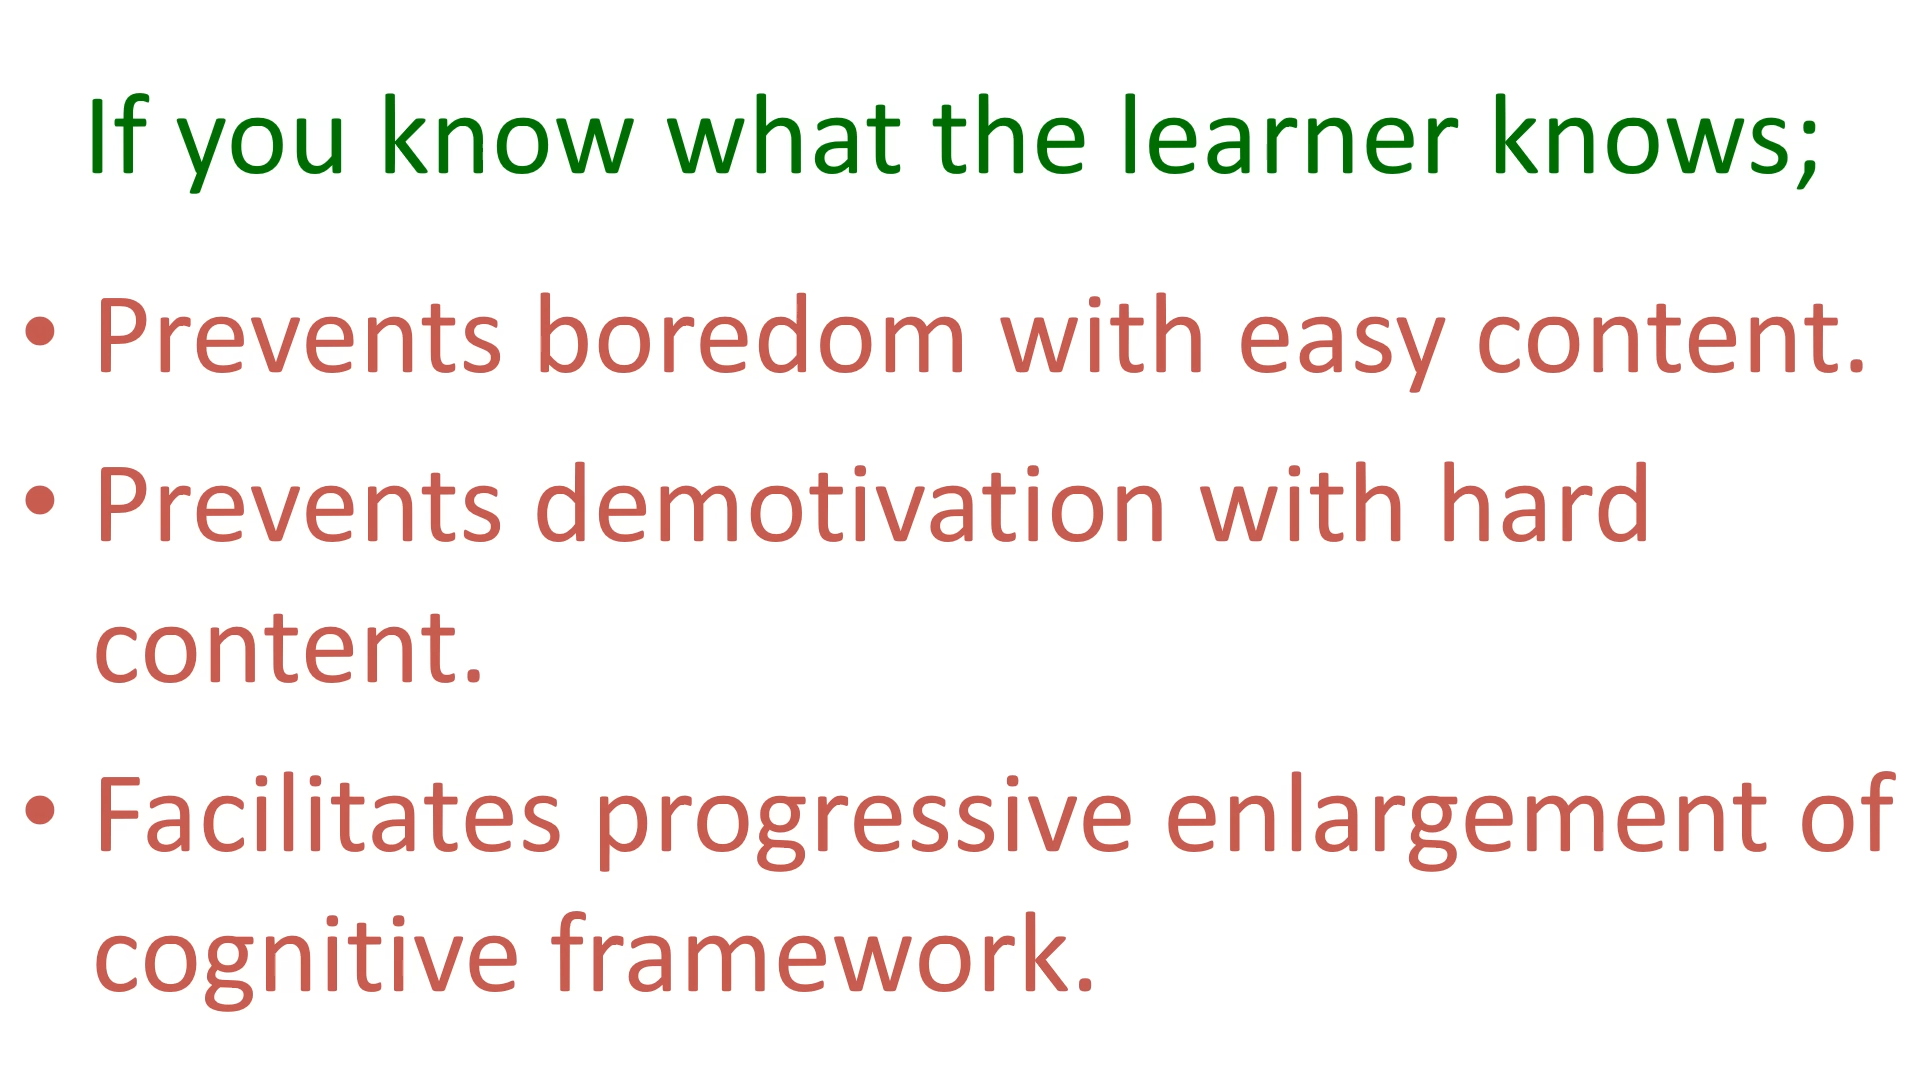 If you know what the learner knows;
• Prevents boredom with easy content.
• Prevents demotivation with hard
content.
• Facilitates progressive enlargement of
cognitive framework.